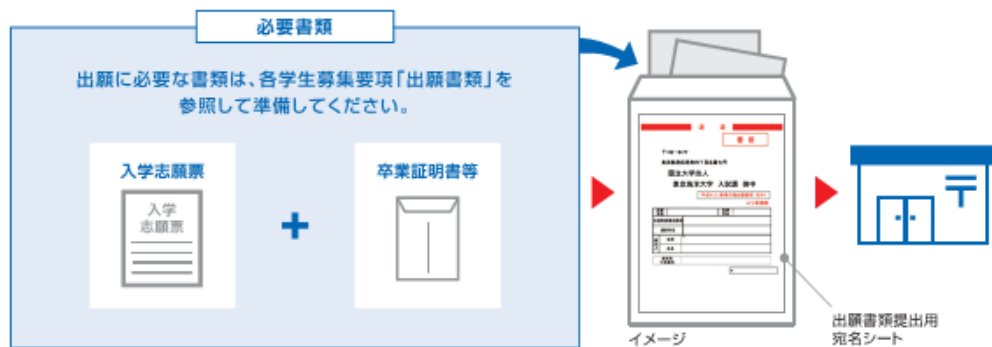 必要書類
出願に必要な書類は、各学生募集要項「出願書類」を
参照して準備してください。
入学志願票
入学
志願票
+
卒業証明書等
速 達
書 留
国立大学法人
東京海洋大学 入試課 御中
イメージ
出願書類提出用
宛名シート
〒